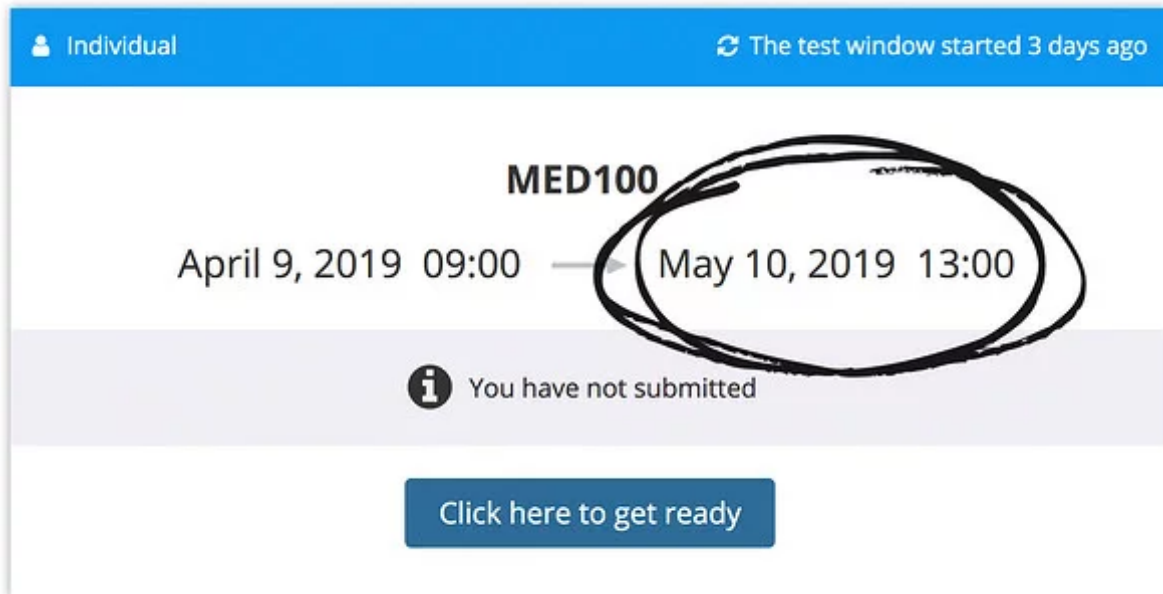 Individual
The test window started 3 days ago
MED100
April 9, 2019 09:00
May 10, 2019 13:00
You have not submitted
Click here to get ready